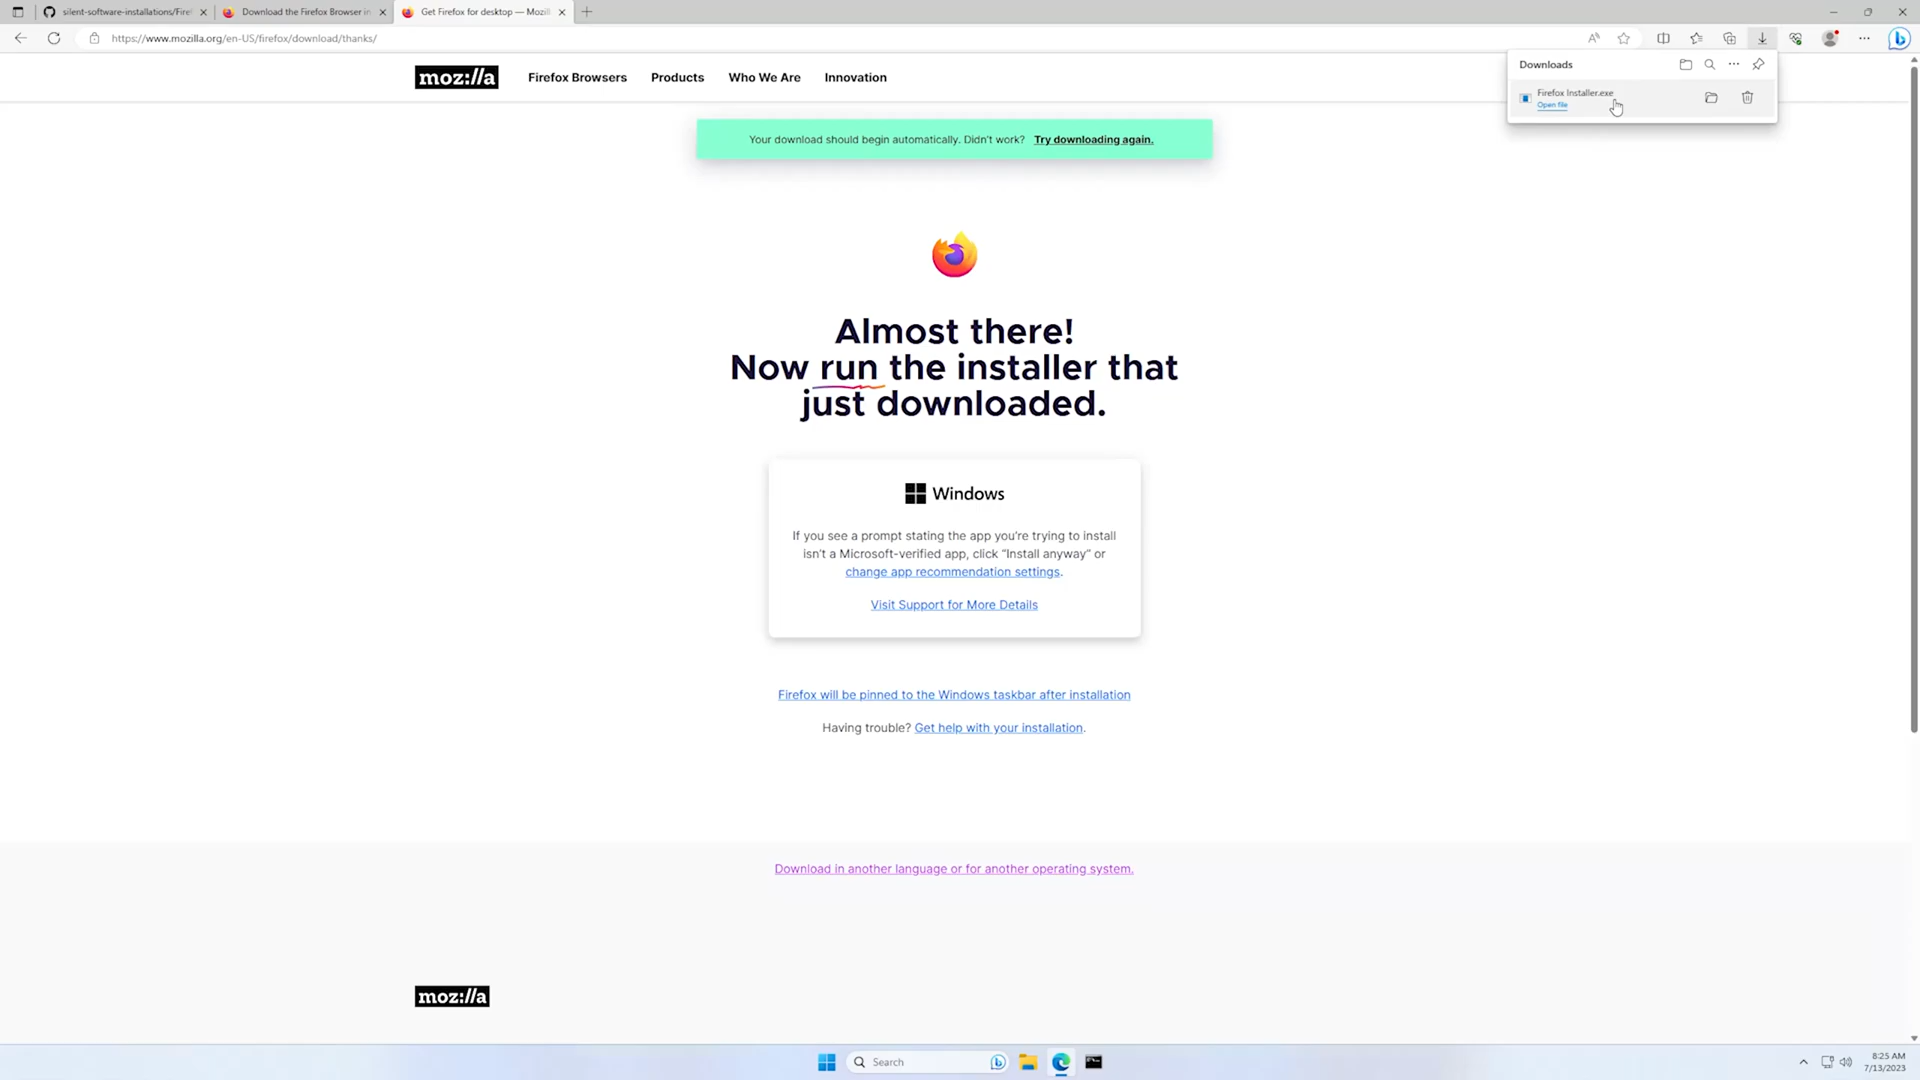 silent-software-installations/Firef
Download the Firefox Browser in
Get Firefox for desktop — Mozil
https://www.mozilla.org/en-US/firefox/download/thanks/
Downloads
Firefox Installer.exe
Open file
moz://a
Firefox Browsers
Products
Who We Are
Innovation
Your download should begin automatically. Didn't work? Try downloading again.
Almost there!
Now run the installer that
just downloaded.
Windows
If you see a prompt stating the app you're trying to install
isn't a Microsoft-verified app, click "Install anyway" or
change app recommendation settings.
Visit Support for More Details
Firefox will be pinned to the Windows taskbar after installation
Having trouble? Get help with your installation.
Download in another language or for another operating system.
moz://a
Search
8:25 AM
7/13/2023